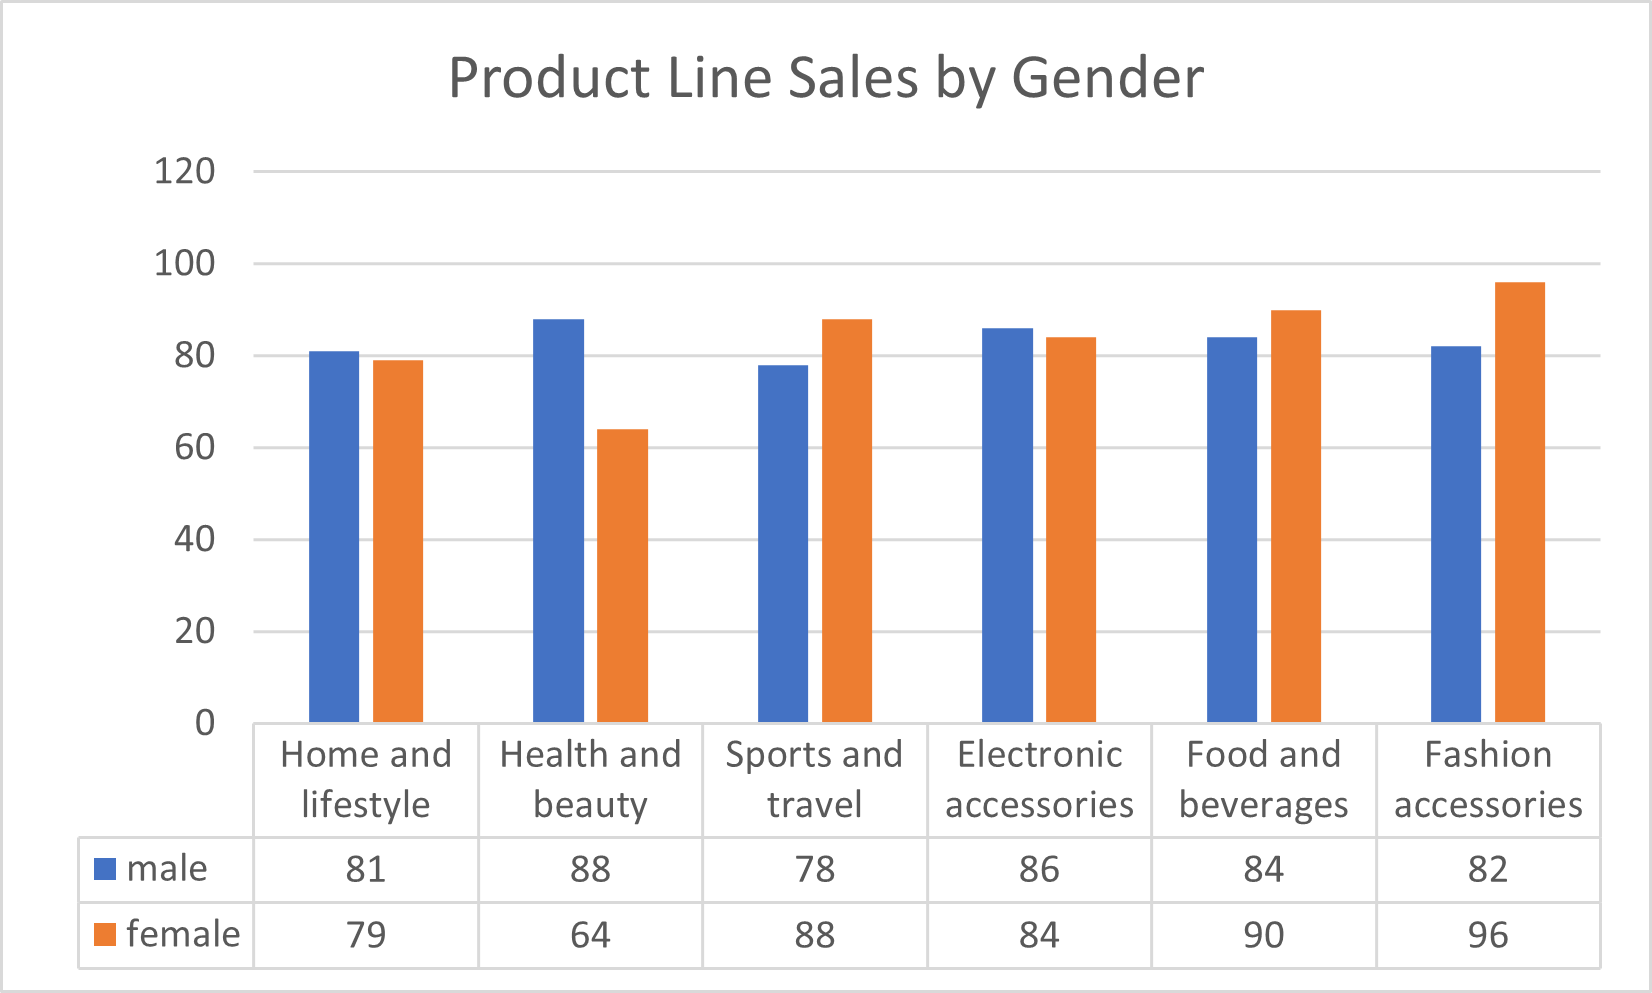 Product Line Sales by Gender
120
100
80
60
40
20
0
Home and lifestyle Health and beauty Sports and travel Electronic accessories Food and beverages Fashion accessories
male 81 88 78 86 84 82
female 79 64 88 84 90 96